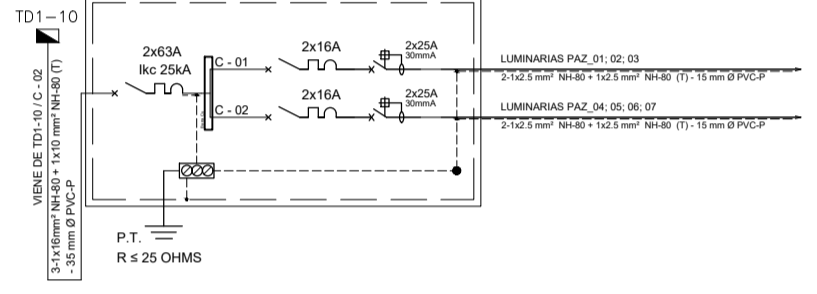 TD1-10
VIENE DE TD1-10 / C - 02
3-1x16mm² NH-80 + 1x10 mm² NH-80 (T)
- 35 mm Ø PVC-P
2x63A
Ikc 25kA
C - 01
2x16A
2x25A
30mmA
LUMINARIAS PAZ_01; 02; 03
2-1x2.5 mm² NH-80 + 1x2.5 mm² NH-80 (T) - 15 mm Ø PVC-P
C - 02
2x16A
2x25A
30mmA
LUMINARIAS PAZ_04; 05; 06; 07
2-1x2.5 mm² NH-80 + 1x2.5 mm² NH-80 (T) - 15 mm Ø PVC-P
P.T.
R ≤ 25 OHMS